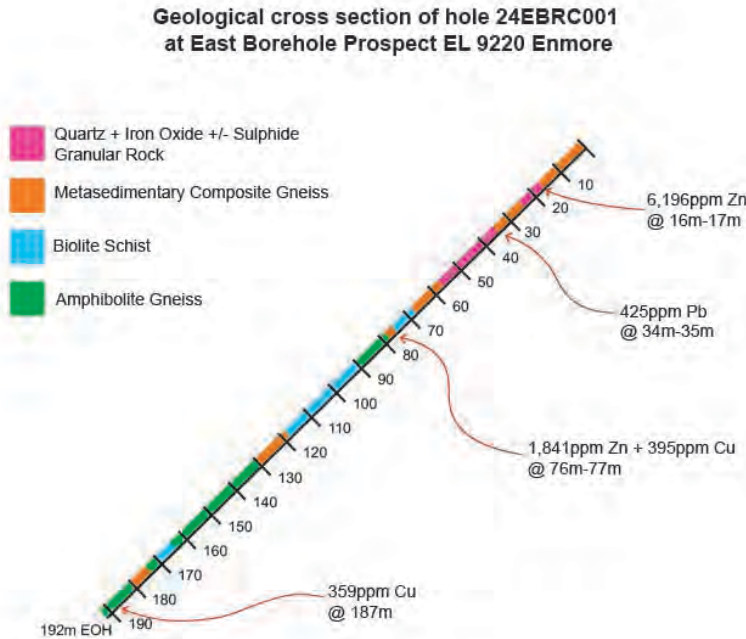 Geological cross section of hole 24EBRC001
at East Borehole Prospect EL 9220 Enmore
Quartz + Iron Oxide +/- Sulphide
Granular Rock
Metasedimentary Composite Gneiss
Biolite Schist
Amphibolite Gneiss
10
20
30
40
50
60
70
80
90
100
110
120
130
140
150
160
170
180
190
192m EOH
6,196ppm Zn
@ 16m-17m
425ppm Pb
@ 34m-35m
1,841ppm Zn + 395ppm Cu
@ 76m-77m
359ppm Cu
@ 187m